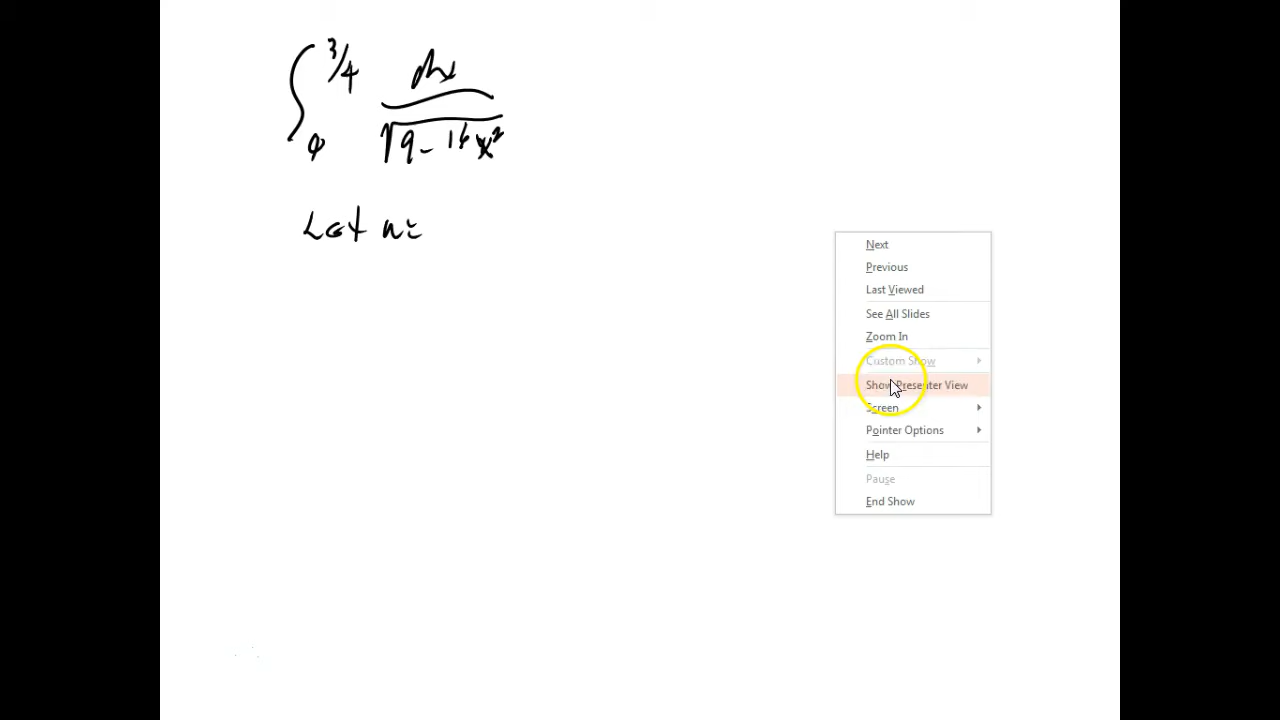 ∫₀^3/4 dx/√(9-16x²)
Let u=
Next
Previous
Last Viewed
See All Slides
Zoom In
Custom Show
Show Presenter View
Screen
Pointer Options
Help
Pause
End Show